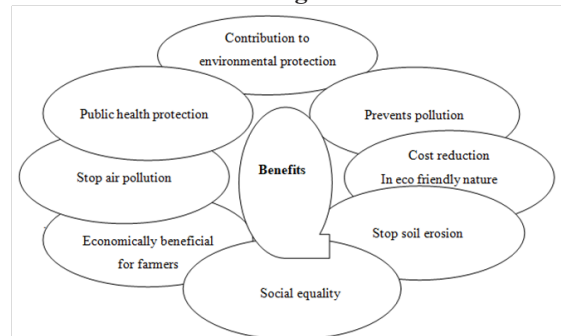 Contribution to
environmental protection
Public health protection
Prevents pollution
Cost reduction
In eco friendly nature
Benefits
Stop air pollution
Stop soil erosion
Economically beneficial
for farmers
Social equality